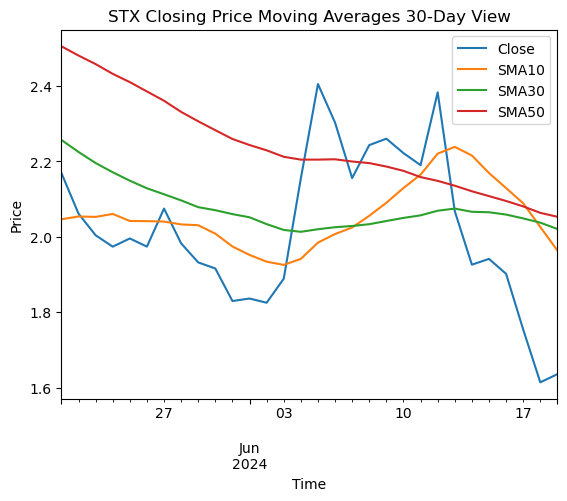 STX Closing Price Moving Averages 30-Day View
Close
SMA10
SMA30
SMA50
Price
2.4
2.2
2.0
1.8
1.6
27
03
10
17
Jun
2024
Time